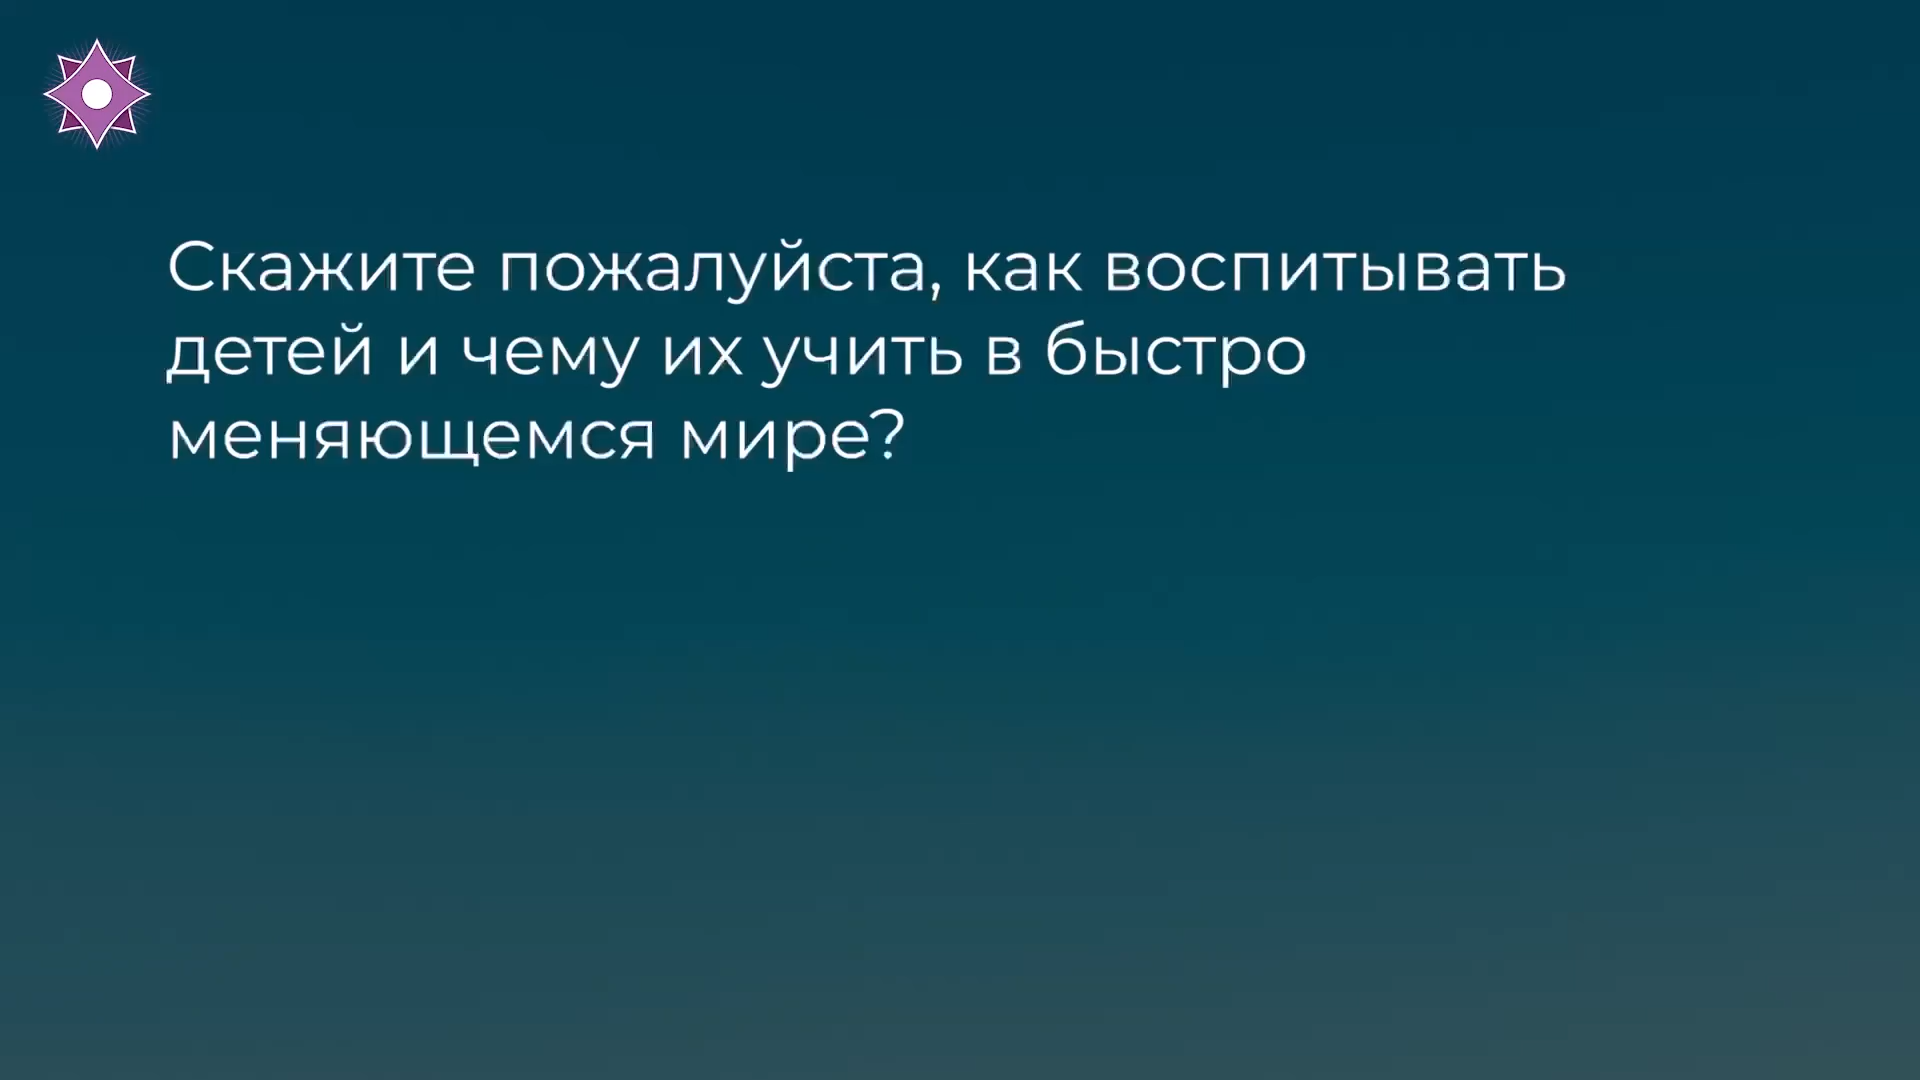 Скажите пожалуйста, как воспитывать
детей и чему их учить в быстро
меняющемся мире?